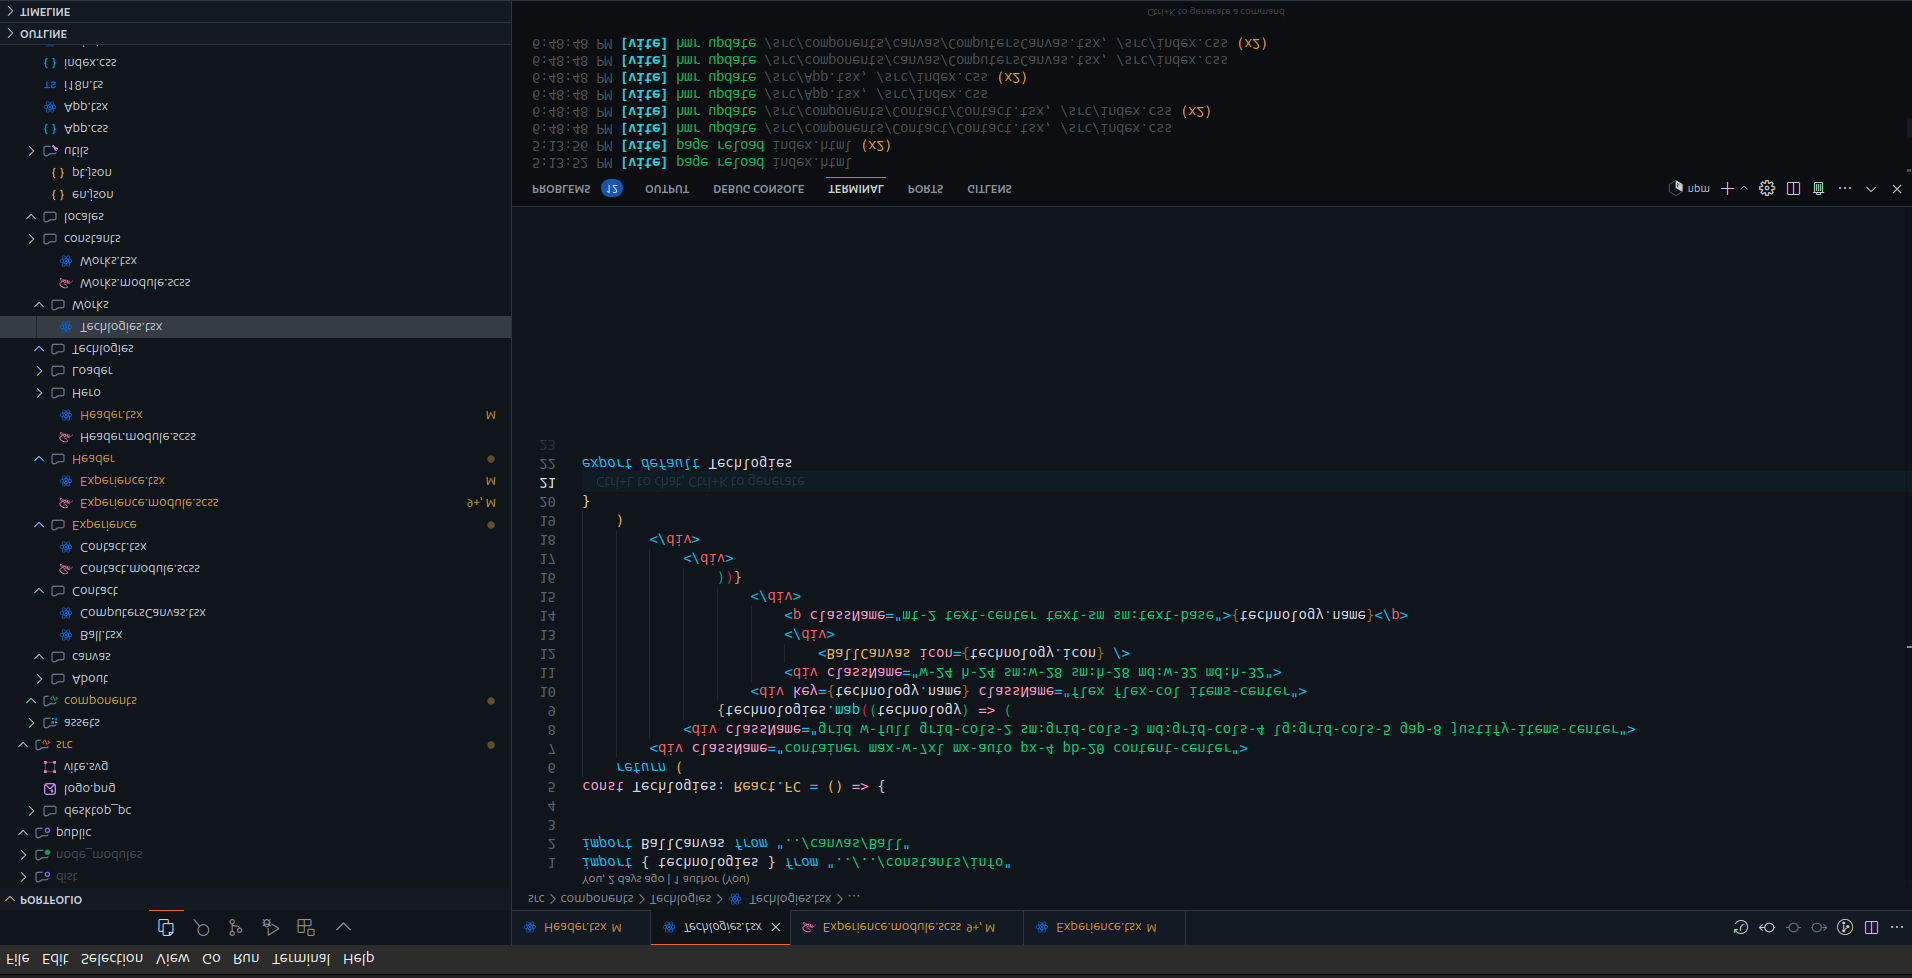 File Edit Selection View Go Run Terminal Help
Header.tsx M
Techlogies.tsx
Experience.module.scss 9+, M
Experience.tsx M
PORTFOLIO
dist
node_modules
public
desktop_pc
logo.png
vite.svg
src
assets
components
About
canvas
Ball.tsx
ComputersCanvas.tsx
Contact
Contact.module.scss
Contact.tsx
Experience
Experience.module.scss 9+, M
Experience.tsx M
Header
Header.module.scss
Header.tsx M
Hero
Loader
Techlogies
Techlogies.tsx
Works
Works.module.scss
Works.tsx
constants
locales
en.json
pt.json
utils
App.css
App.tsx
i18n.ts
index.css
OUTLINE
TIMELINE
src > components > Techlogies > Techlogies.tsx > ...
You, 2 days ago | 1 author (You)
1 import { technologies } from "../../constants/info"
2 import BallCanvas from "../canvas/Ball"
3
4
5 const Techlogies: React.FC = () => {
6 return (
7 <div className="container max-w-7xl mx-auto px-4 pb-20 content-center">
8 <div className="grid w-full grid-cols-2 sm:grid-cols-3 md:grid-cols-4 lg:grid-cols-5 gap-8 justify-items-center">
9 {technologies.map((technology) => (
10 <div key={technology.name} className="flex flex-col items-center">
11 <div className="w-24 h-24 sm:w-28 sm:h-28 md:w-32 md:h-32">
12 <BallCanvas icon={technology.icon} />
13 </div>
14 <p className="mt-2 text-center text-sm sm:text-base">{technology.name}</p>
15 </div>
16 ))}
17 </div>
18 </div>
19 )
20 }
21 Ctrl+L to chat, Ctrl+K to generate
22 export default Techlogies
23
PROBLEMS 12 OUTPUT DEBUG CONSOLE TERMINAL PORTS GITLENS
npm
5:13:52 PM [vite] page reload index.html
5:13:56 PM [vite] page reload index.html (x2)
6:48:48 PM [vite] hmr update /src/components/Contact/Contact.tsx, /src/index.css
6:48:48 PM [vite] hmr update /src/components/Contact/Contact.tsx, /src/index.css (x2)
6:48:48 PM [vite] hmr update /src/App.tsx, /src/index.css
6:48:48 PM [vite] hmr update /src/App.tsx, /src/index.css (x2)
6:48:48 PM [vite] hmr update /src/components/canvas/ComputersCanvas.tsx, /src/index.css
6:48:48 PM [vite] hmr update /src/components/canvas/ComputersCanvas.tsx, /src/index.css (x2)
Ctrl+K to generate a command